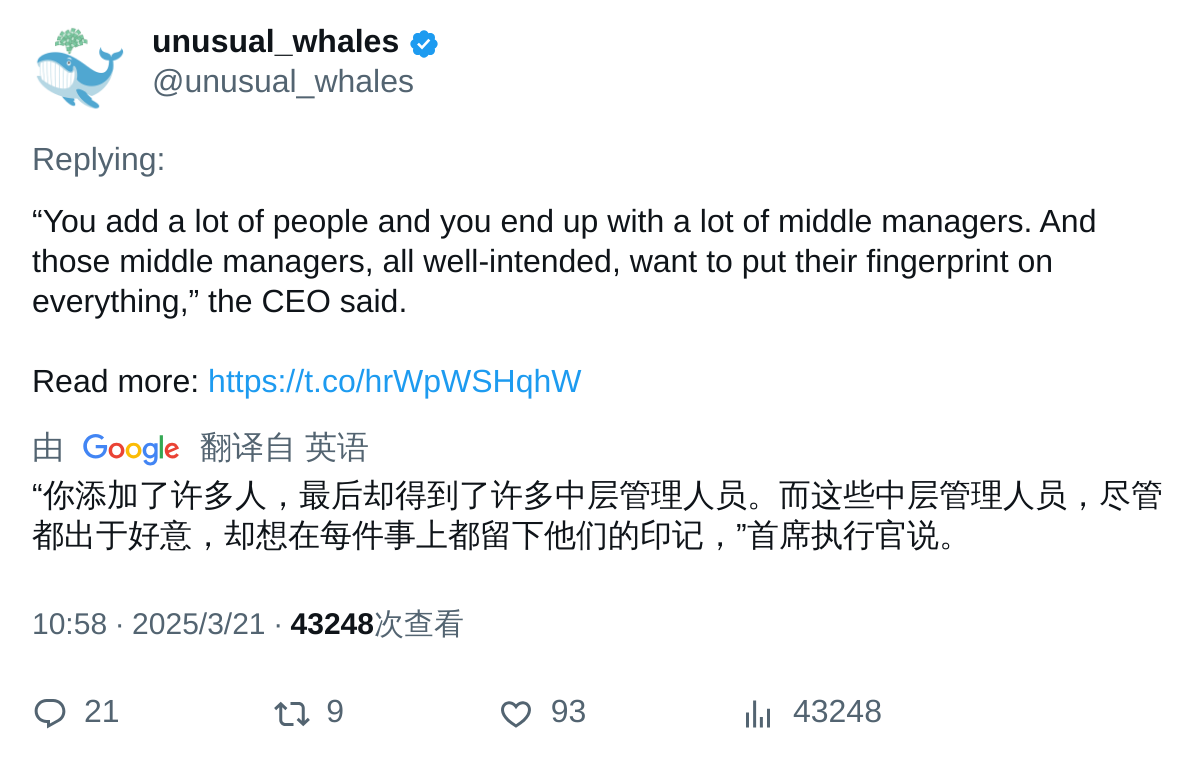 unusual_whales
@unusual_whales
Replying:
“You add a lot of people and you end up with a lot of middle managers. And
those middle managers, all well-intended, want to put their fingerprint on
everything,” the CEO said.
Read more: https://t.co/hrWpWSHqhW
由 Google 翻译自 英语
“你添加了许多人，最后却得到了许多中层管理人员。而这些中层管理人员，尽管
都出于好意，却想在每件事上都留下他们的印记，”首席执行官说。
10:58 · 2025/3/21 · 43248次查看
21 9 93 43248